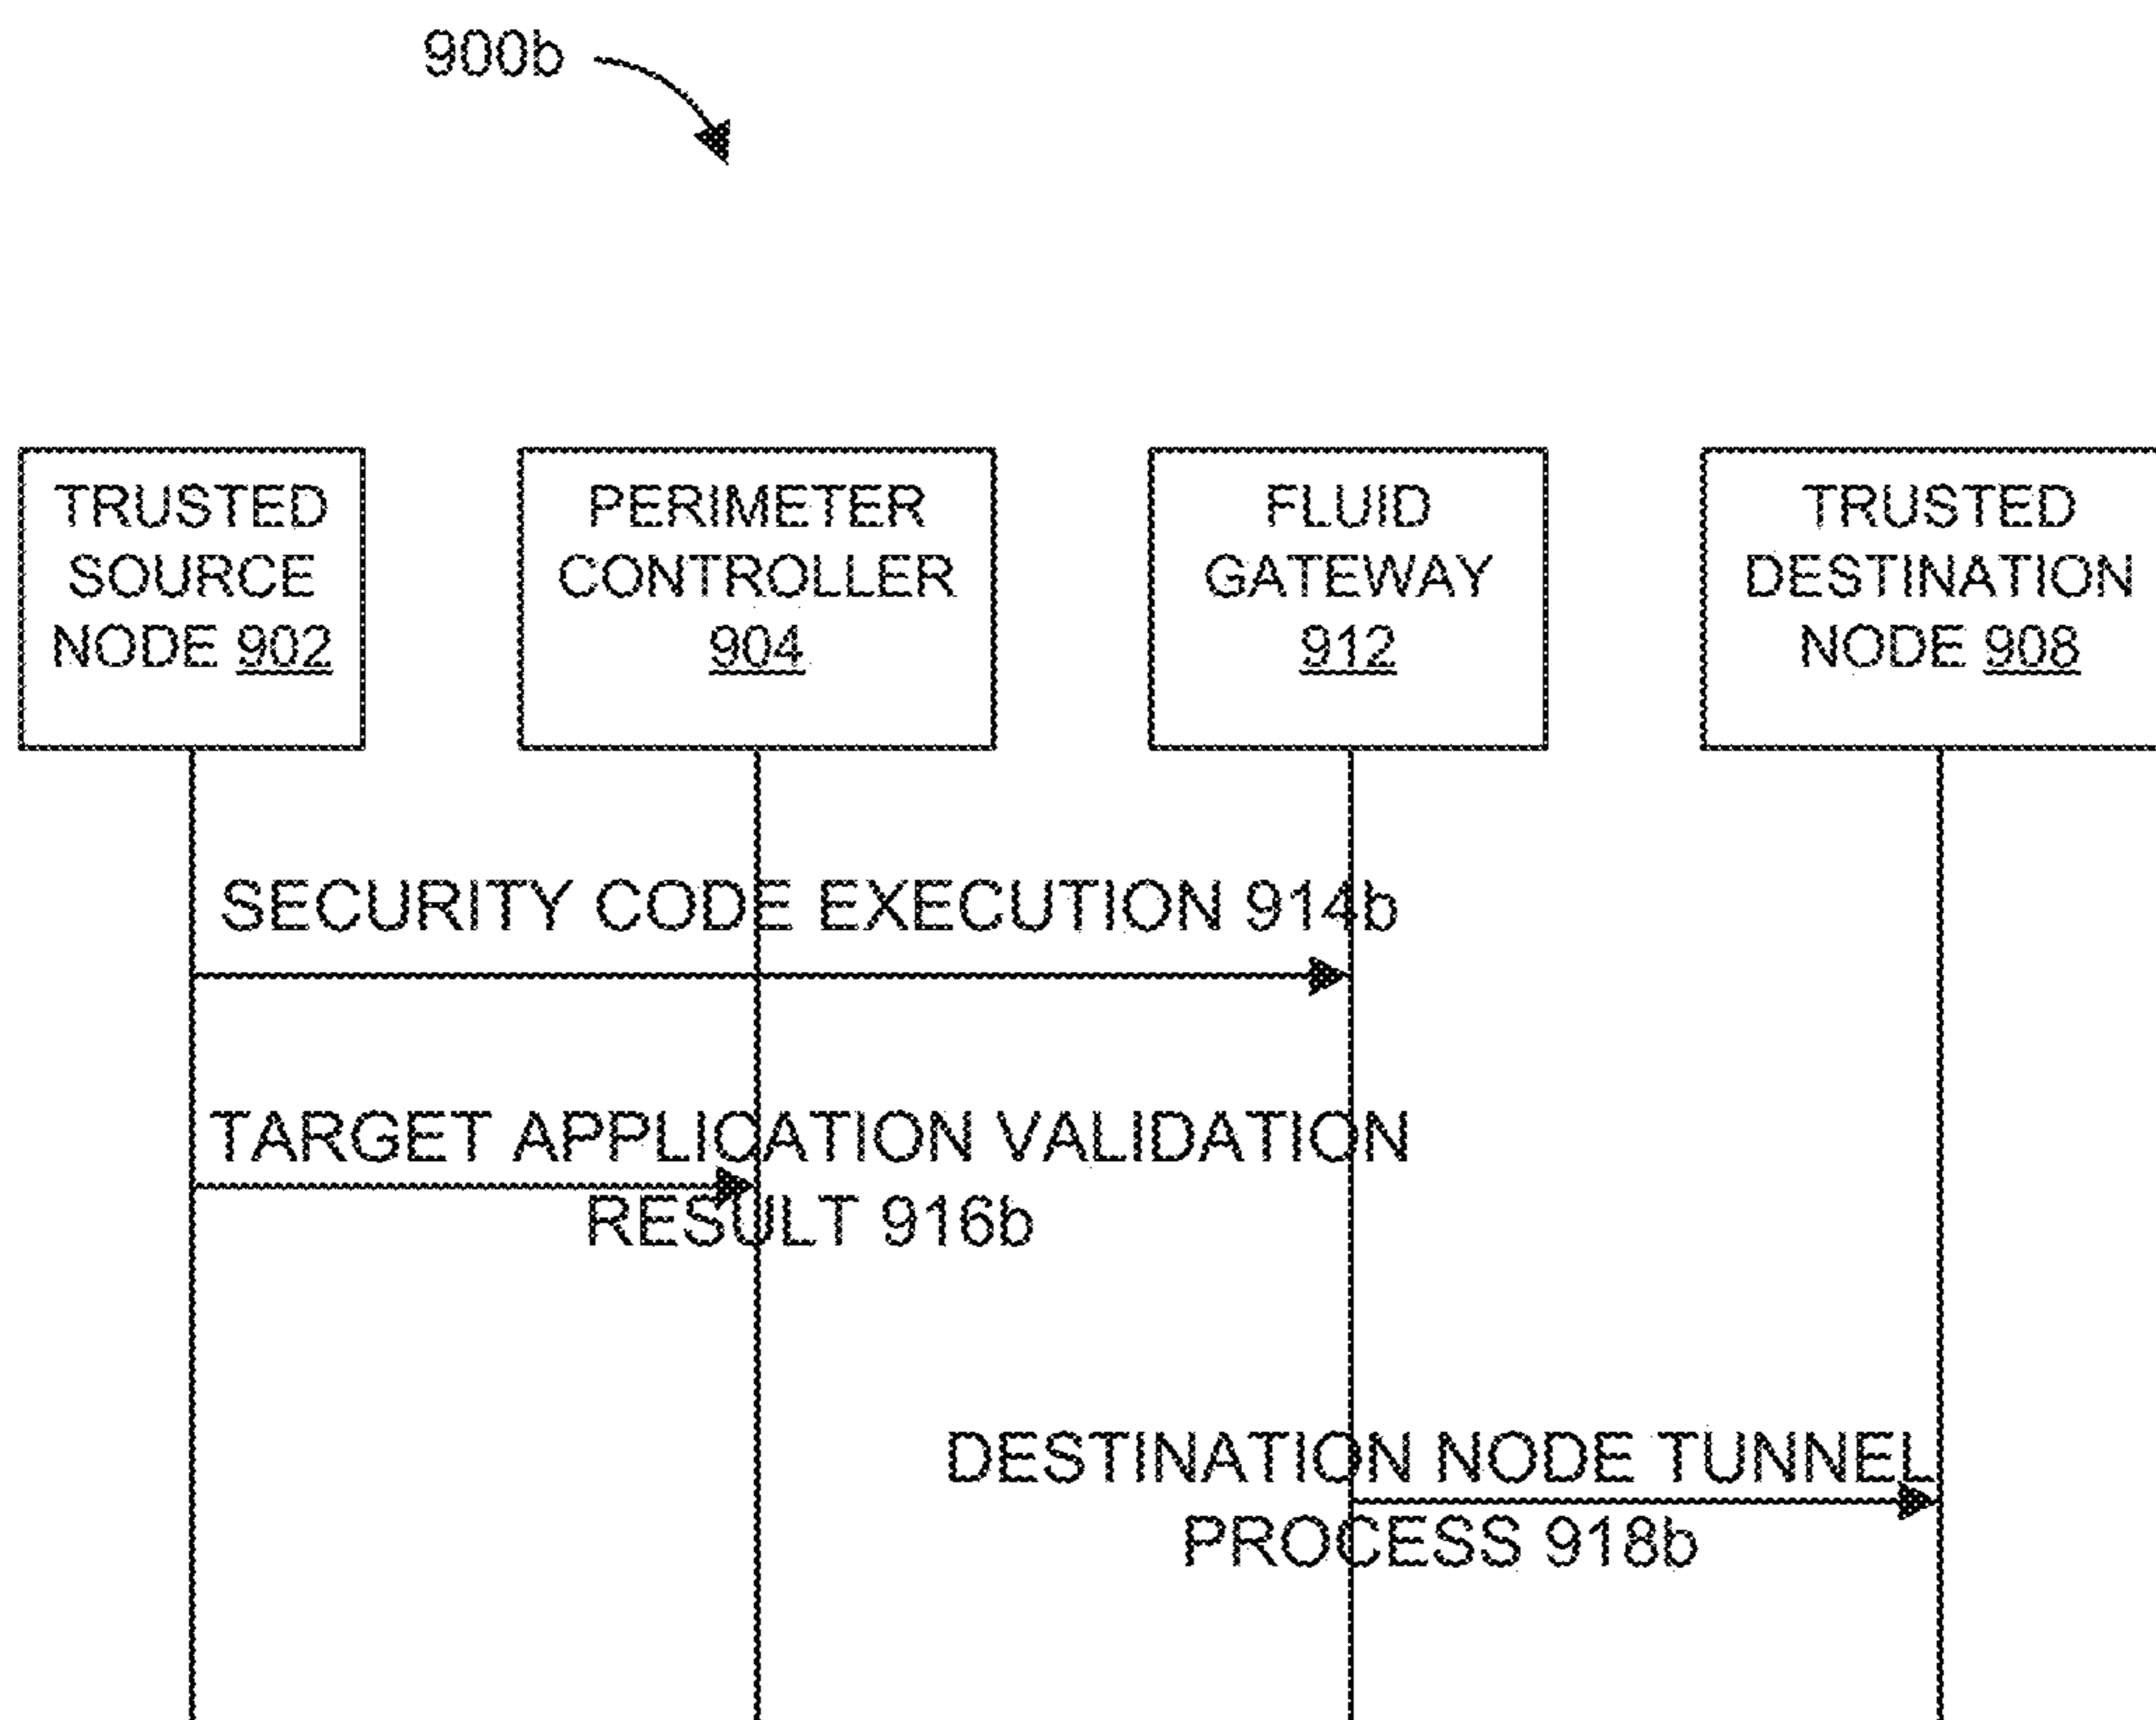 900b
TRUSTED
SOURCE
NODE 902
PERIMETER
CONTROLLER
904
FLUID
GATEWAY
912
TRUSTED
DESTINATION
NODE 908
SECURITY CODE EXECUTION 914b
TARGET APPLICATION VALIDATION
RESULT 916b
DESTINATION NODE TUNNEL
PROCESS 918b